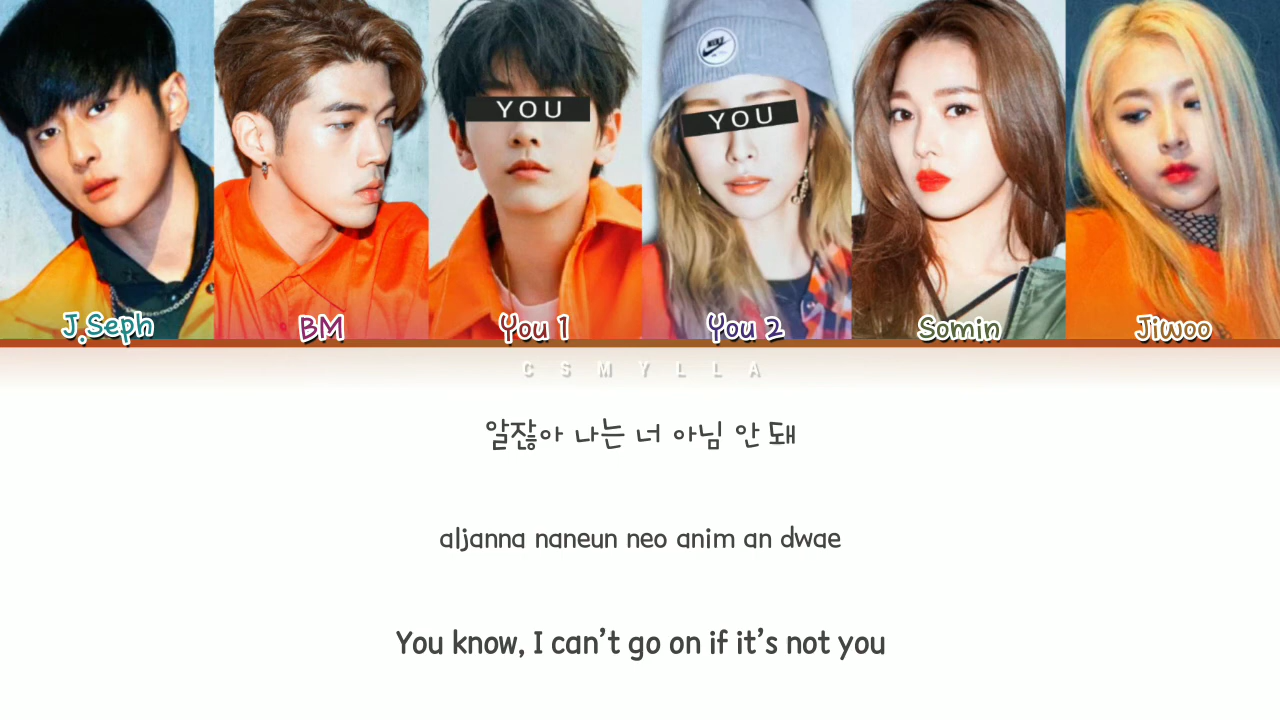 NIKE
YOU
YOU
J.Seph
BM
You 1
You 2
Somin
Jiwoo
C S M Y L L A
알잖아 나는 너 아님 안 돼
aljanna naneun neo anim an dwae
You know, I can't go on if it's not you